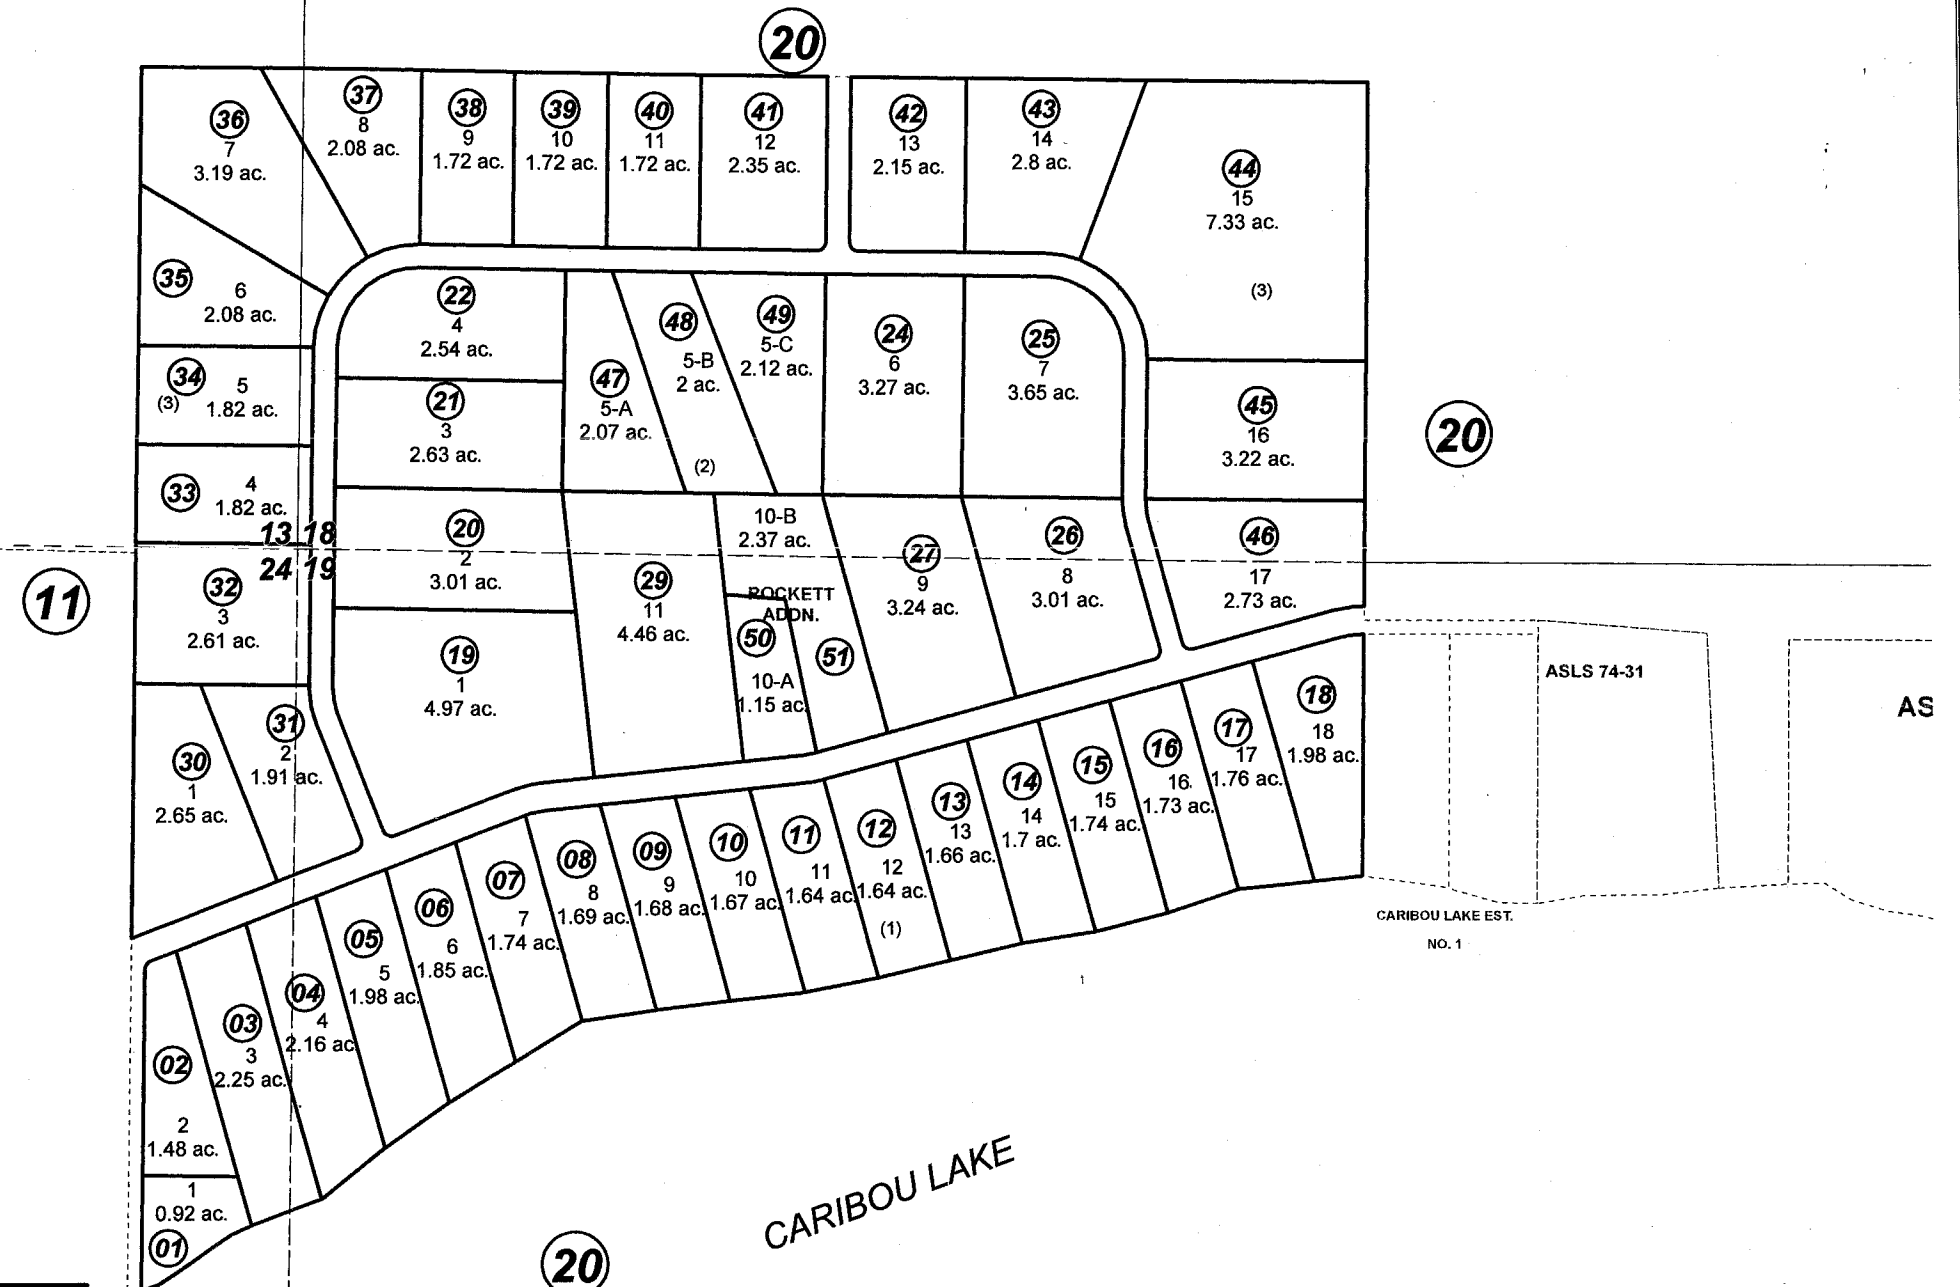 20
36
7
3.19 ac.
37
8
2.08 ac.
38
9
1.72 ac.
39
10
1.72 ac.
40
11
1.72 ac.
41
12
2.35 ac.
42
13
2.15 ac.
43
14
2.8 ac.
44
15
7.33 ac.
(3)
35
6
2.08 ac.
22
4
2.54 ac.
48
5-B
2 ac.
49
5-C
2.12 ac.
24
6
3.27 ac.
25
7
3.65 ac.
34
(3)
5
1.82 ac.
21
3
2.63 ac.
47
5-A
2.07 ac.
(2)
45
16
3.22 ac.
20
33
4
1.82 ac.
13 18
24 19
20
2
3.01 ac.
10-B
2.37 ac.
27
9
3.24 ac.
26
8
3.01 ac.
46
17
2.73 ac.
11
32
3
2.61 ac.
29
11
4.46 ac.
ROCKETT
ADDN.
50
10-A
1.15 ac.
51
19
1
4.97 ac.
ASLS 74-31
AS
31
2
1.91 ac.
30
1
2.65 ac.
18
18
1.98 ac.
17
17
1.76 ac.
16
16
1.73 ac.
15
15
1.74 ac.
14
14
1.7 ac.
13
13
1.66 ac.
12
12
1.64 ac.
(1)
11
11
1.64 ac.
10
10
1.67 ac.
09
9
1.68 ac.
08
8
1.69 ac.
07
7
1.74 ac.
06
6
1.85 ac.
05
5
1.98 ac.
04
4
2.16 ac.
03
3
2.25 ac.
02
2
1.48 ac.
1
0.92 ac.
01
CARIBOU LAKE EST.
NO. 1
CARIBOU LAKE
20